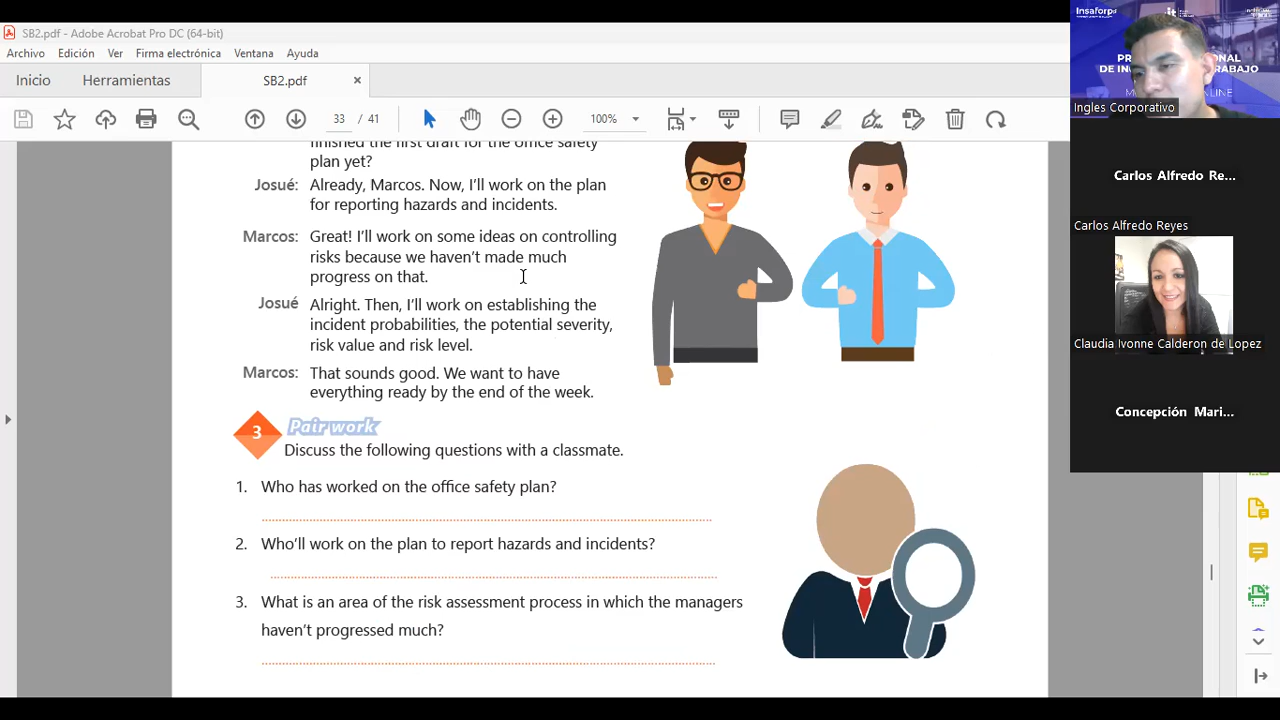 SB2.pdf - Adobe Acrobat Pro DC (64-bit)
Archivo Edición Ver Firma electrónica Ventana Ayuda
Inicio Herramientas SB2.pdf ×
33 / 41 100%
finished the first draft for the office safety
plan yet?
Josué: Already, Marcos. Now, I'll work on the plan
for reporting hazards and incidents.
Marcos: Great! I'll work on some ideas on controlling
risks because we haven't made much
progress on that.
Josué Alright. Then, I'll work on establishing the
incident probabilities, the potential severity,
risk value and risk level.
Marcos: That sounds good. We want to have
everything ready by the end of the week.
3 Pair work
Discuss the following questions with a classmate.
1. Who has worked on the office safety plan?
2. Who'll work on the plan to report hazards and incidents?
3. What is an area of the risk assessment process in which the managers
haven't progressed much?
Insaforp
Ingles Corporativo
Carlos Alfredo Re...
Carlos Alfredo Reyes
Claudia Ivonne Calderon de Lopez
Concepción Mari...